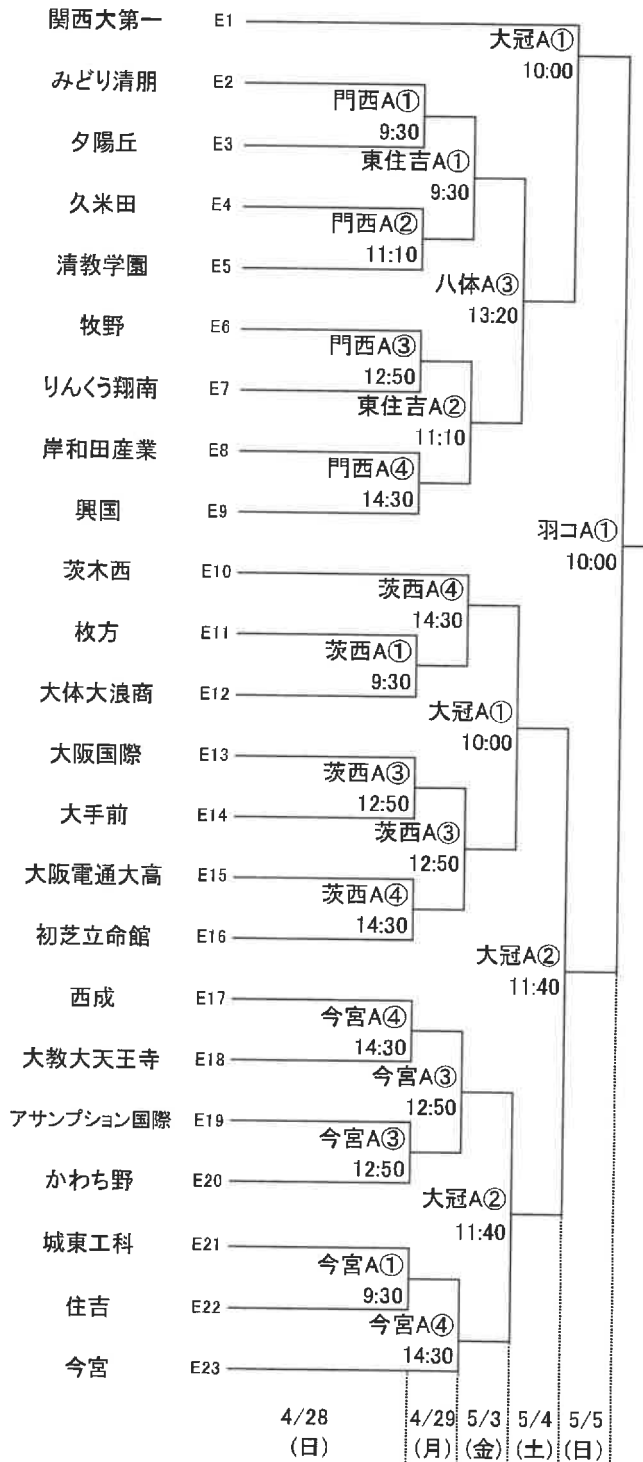 関西大第一 E1
大冠A①
10:00
みどり清朋 E2
門西A①
9:30
夕陽丘 E3
東住吉A①
9:30
久米田 E4
門西A②
11:10
清教学園 E5
八体A③
13:20
牧野 E6
門西A③
12:50
りんくう翔南 E7
東住吉A②
11:10
岸和田産業 E8
門西A④
14:30
興国 E9
羽コA①
10:00
茨木西 E10
茨西A④
14:30
枚方 E11
茨西A①
9:30
大体大浪商 E12
大冠A①
10:00
大阪国際 E13
茨西A③
12:50
大手前 E14
茨西A③
12:50
大阪電通大高 E15
茨西A④
14:30
初芝立命館 E16
大冠A②
11:40
西成 E17
今宮A④
14:30
大教大天王寺 E18
今宮A③
12:50
アサンプション国際 E19
今宮A③
12:50
かわち野 E20
大冠A②
11:40
城東工科 E21
今宮A①
9:30
住吉 E22
今宮A④
14:30
今宮 E23
4/28 4/29 5/3 5/4 5/5
(日) (月) (金) (土) (日)